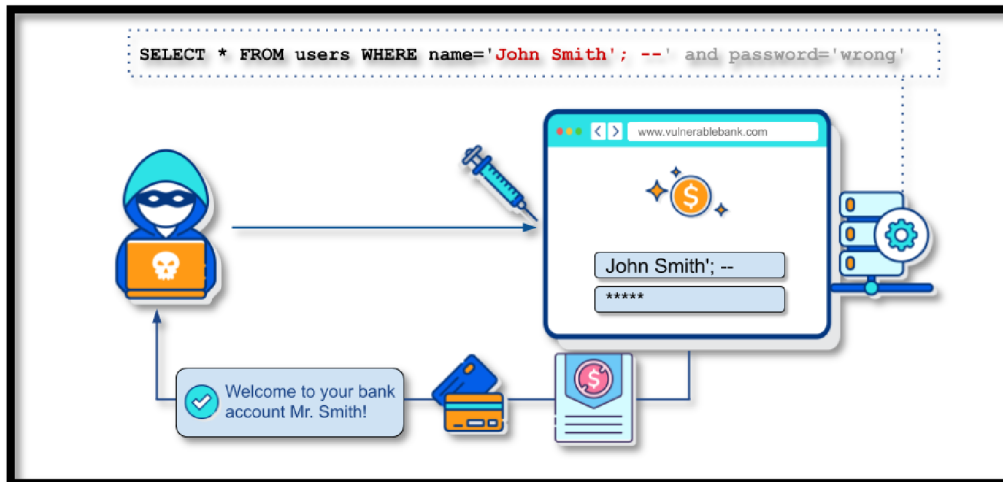 SELECT * FROM users WHERE name='John Smith'; --' and password='wrong'
www.vulnerablebank.com
$
John Smith'; --
*****
Welcome to your bank
account Mr. Smith!
$